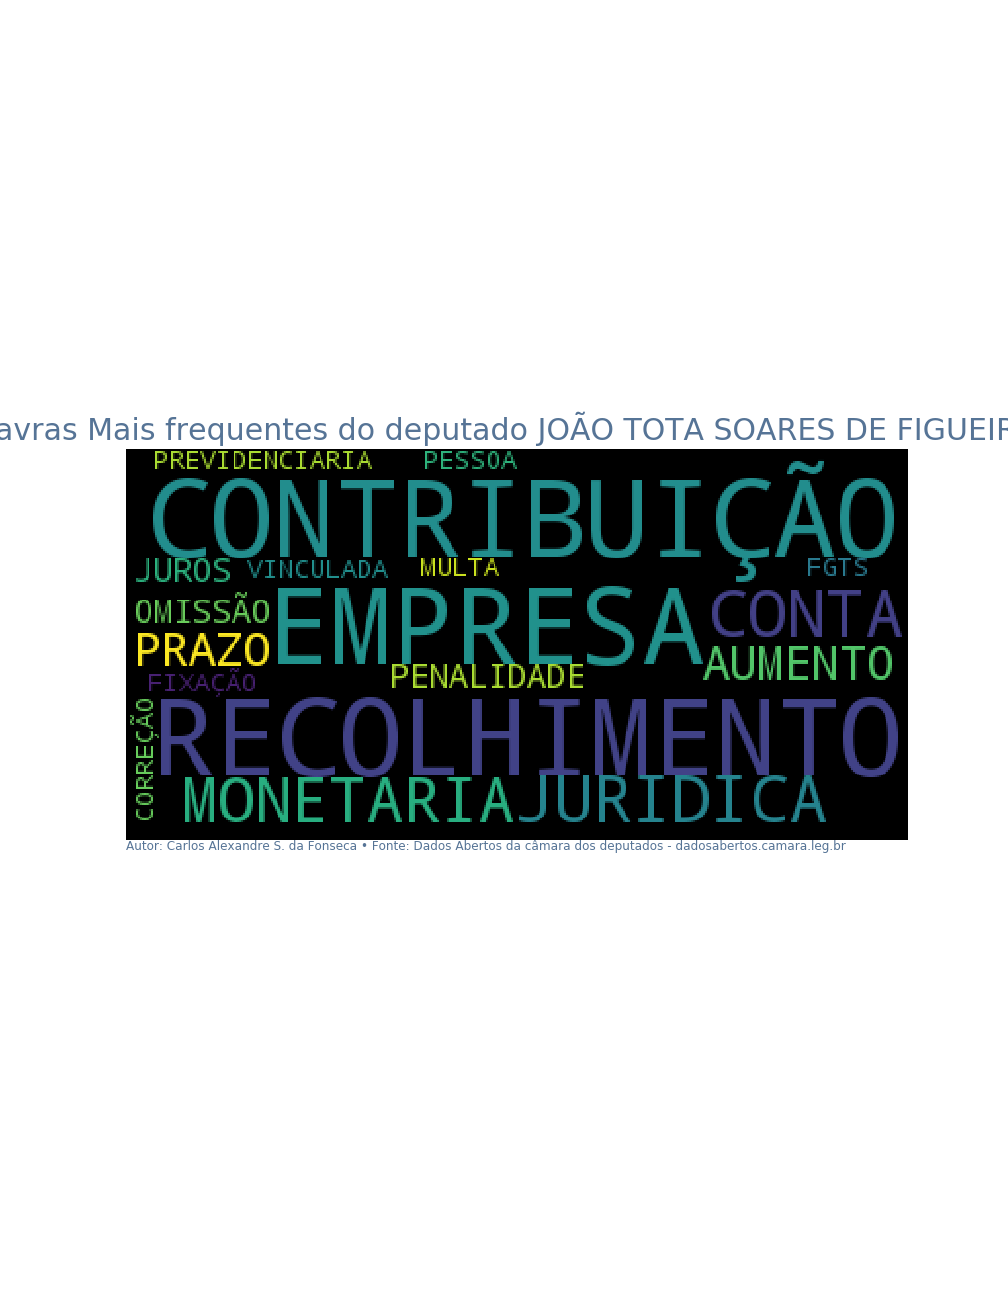 avras Mais frequentes do deputado JOÃO TOTA SOARES DE FIGUEIR
PREVIDENCIARIA PESSOA
CONTRIBUIÇÃO
JUROS VINCULADA MULTA FGTS
OMISSÃO EMPRESA CONTA
PRAZO AUMENTO
FIXAÇÃO PENALIDADE
CORREÇÃO RECOLHIMENTO
MONETARIA JURIDICA
Autor: Carlos Alexandre S. da Fonseca • Fonte: Dados Abertos da câmara dos deputados - dadosabertos.camara.leg.br